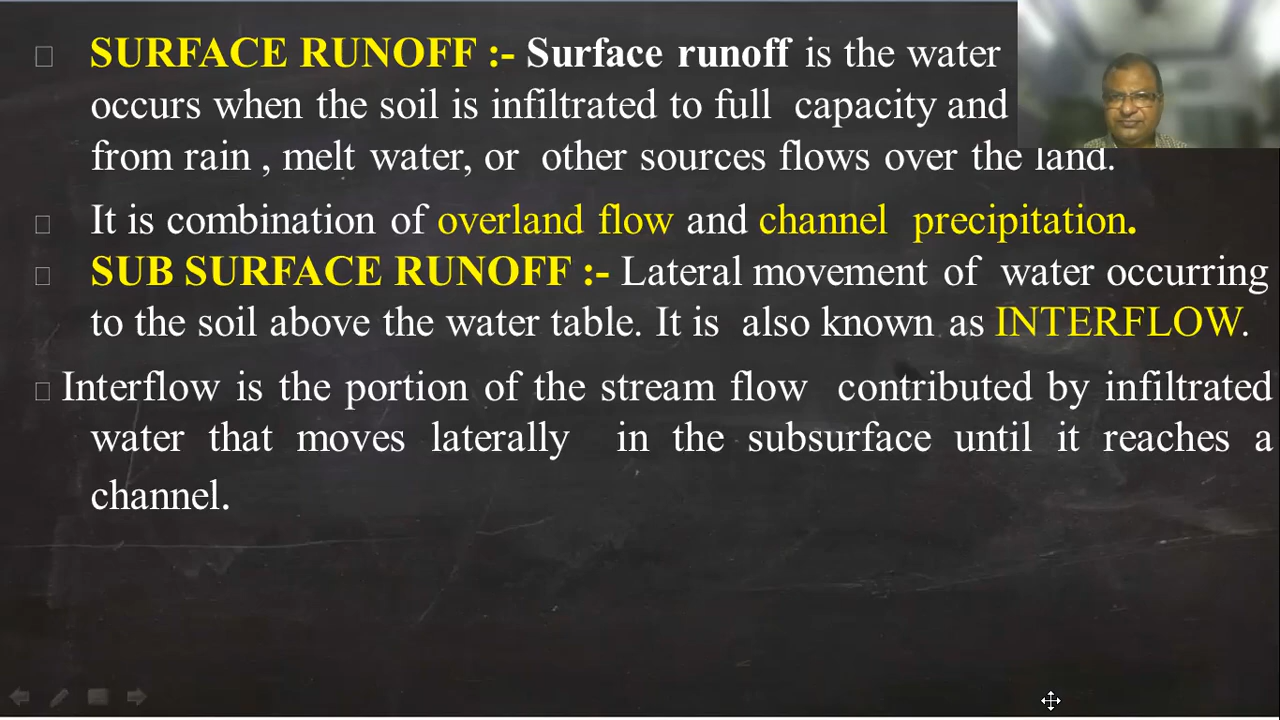 SURFACE RUNOFF :- Surface runoff is the water
occurs when the soil is infiltrated to full capacity and
from rain , melt water, or other sources flows over the land.
It is combination of overland flow and channel precipitation.
SUB SURFACE RUNOFF :- Lateral movement of water occurring
to the soil above the water table. It is also known as INTERFLOW.
Interflow is the portion of the stream flow contributed by infiltrated
water that moves laterally in the subsurface until it reaches a
channel.